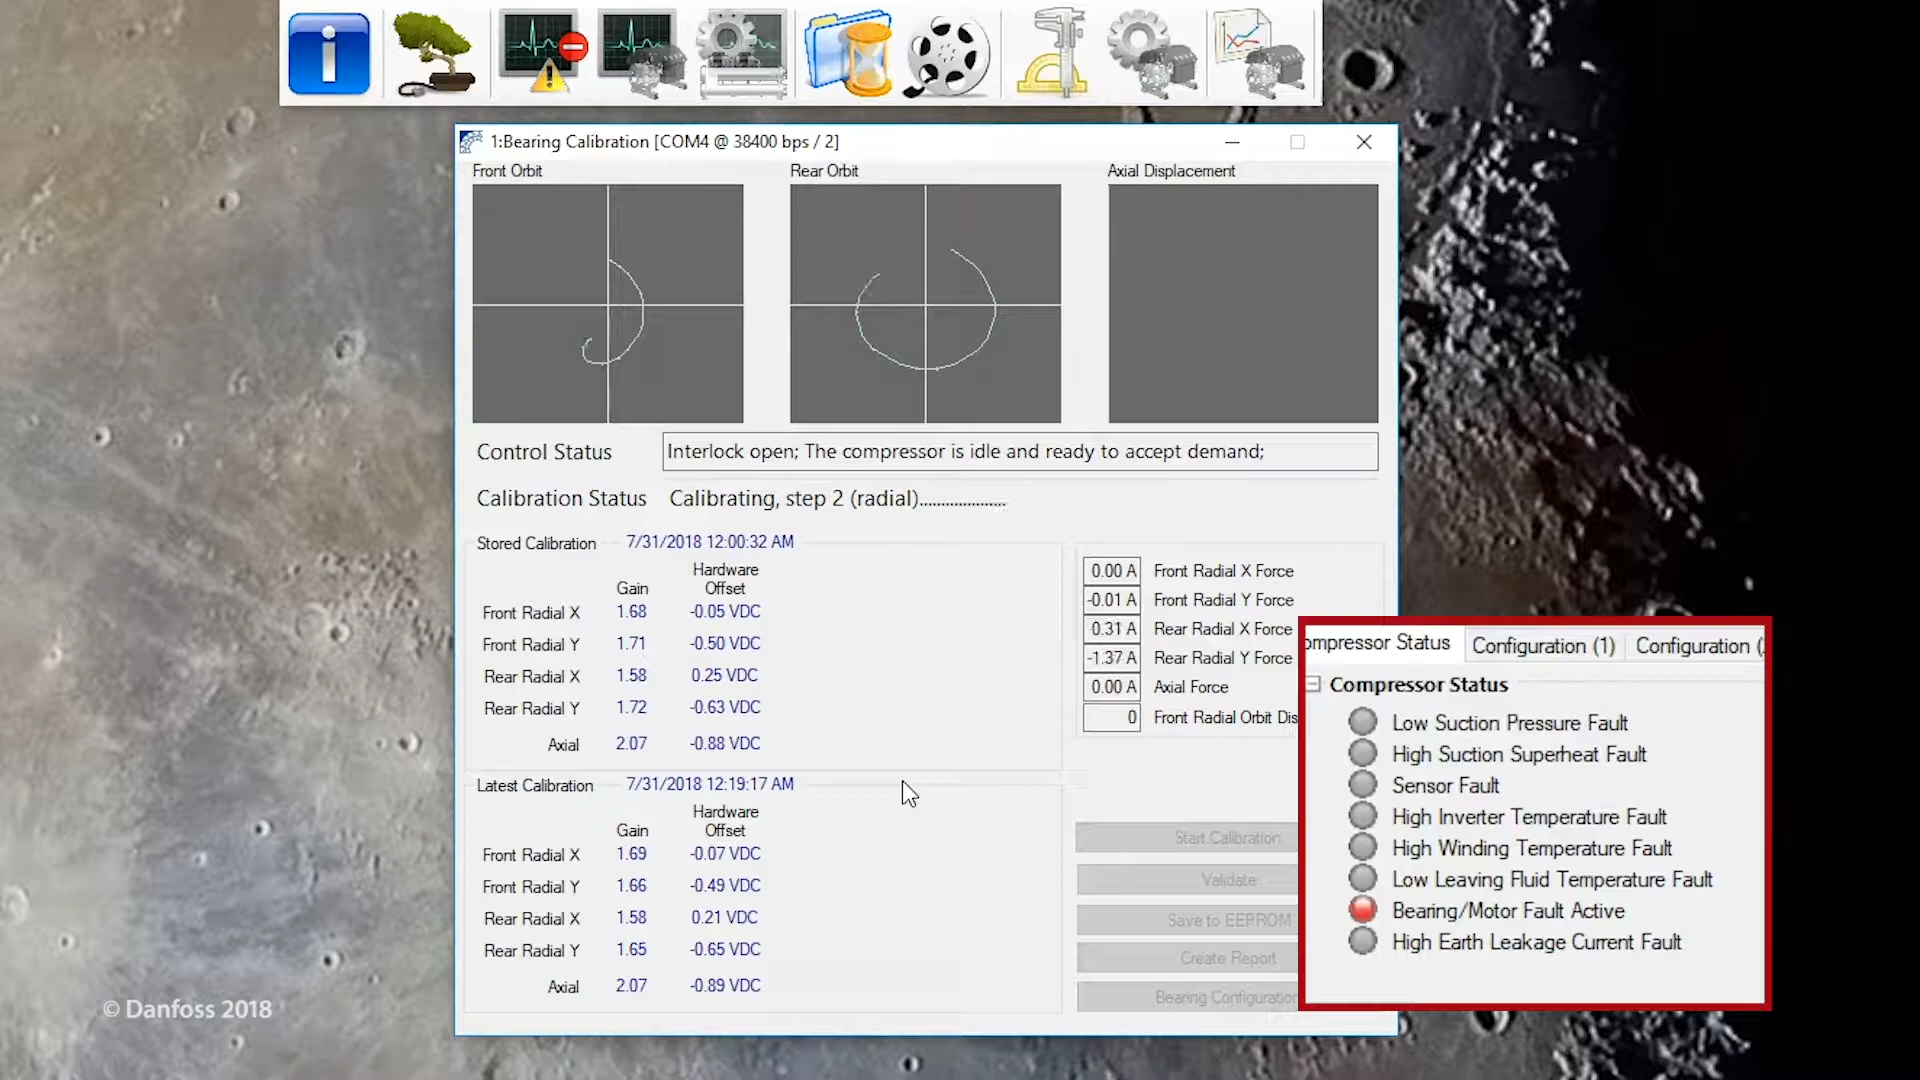 1:Bearing Calibration [COM4 @ 38400 bps / 2]
Front Orbit
Rear Orbit
Axial Displacement
Control Status
Interlock open; The compressor is idle and ready to accept demand;
Calibration Status
Calibrating, step 2 (radial)....................
Stored Calibration
7/31/2018 12:00:32 AM
Gain
Hardware
Offset
Front Radial X 1.68 -0.05 VDC
Front Radial Y 1.71 -0.50 VDC
Rear Radial X 1.58 0.25 VDC
Rear Radial Y 1.72 -0.63 VDC
Axial 2.07 -0.88 VDC
Latest Calibration
7/31/2018 12:19:17 AM
Gain
Hardware
Offset
Front Radial X 1.69 -0.07 VDC
Front Radial Y 1.66 -0.49 VDC
Rear Radial X 1.58 0.21 VDC
Rear Radial Y 1.65 -0.65 VDC
Axial 2.07 -0.89 VDC
0.00 A Front Radial X Force
-0.01 A Front Radial Y Force
0.31 A Rear Radial X Force
-1.37 A Rear Radial Y Force
0.00 A Axial Force
0 Front Radial Orbit Dis
Start Calibration
Validate
Save to EEPROM
Create Report
Bearing Configuration
ompressor Status
Configuration (1)
Configuration (
Compressor Status
Low Suction Pressure Fault
High Suction Superheat Fault
Sensor Fault
High Inverter Temperature Fault
High Winding Temperature Fault
Low Leaving Fluid Temperature Fault
Bearing/Motor Fault Active
High Earth Leakage Current Fault
© Danfoss 2018